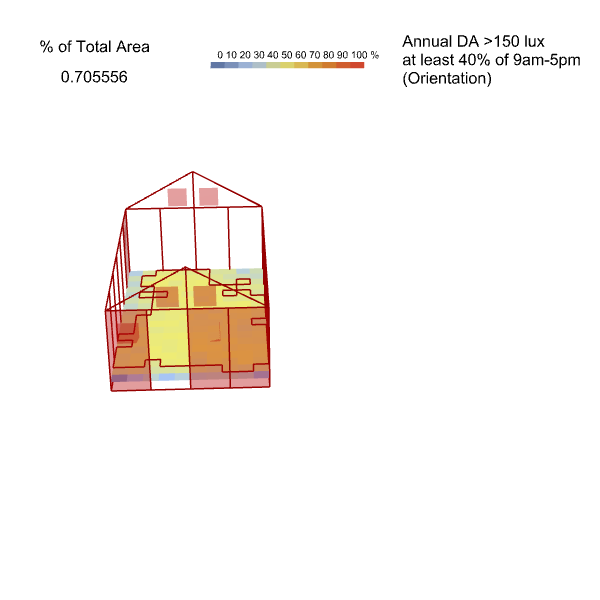 % of Total Area
0.705556
0 10 20 30 40 50 60 70 80 90 100 %
Annual DA >150 lux
at least 40% of 9am-5pm
(Orientation)